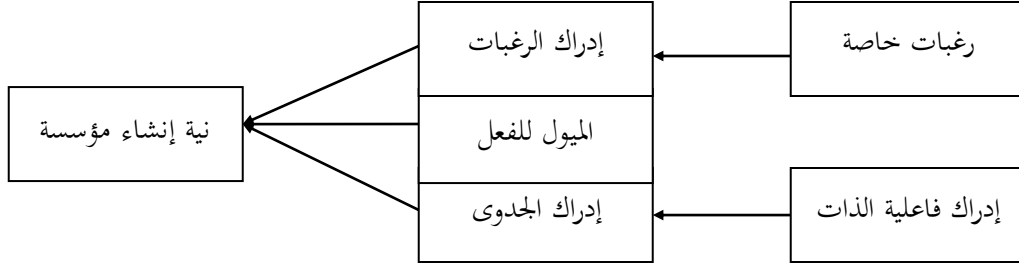 رغبات خاصة
إدراك الرغبات
الميول للفعل
نية إنشاء مؤسسة
إدراك فاعلية الذات
إدراك الجدوى